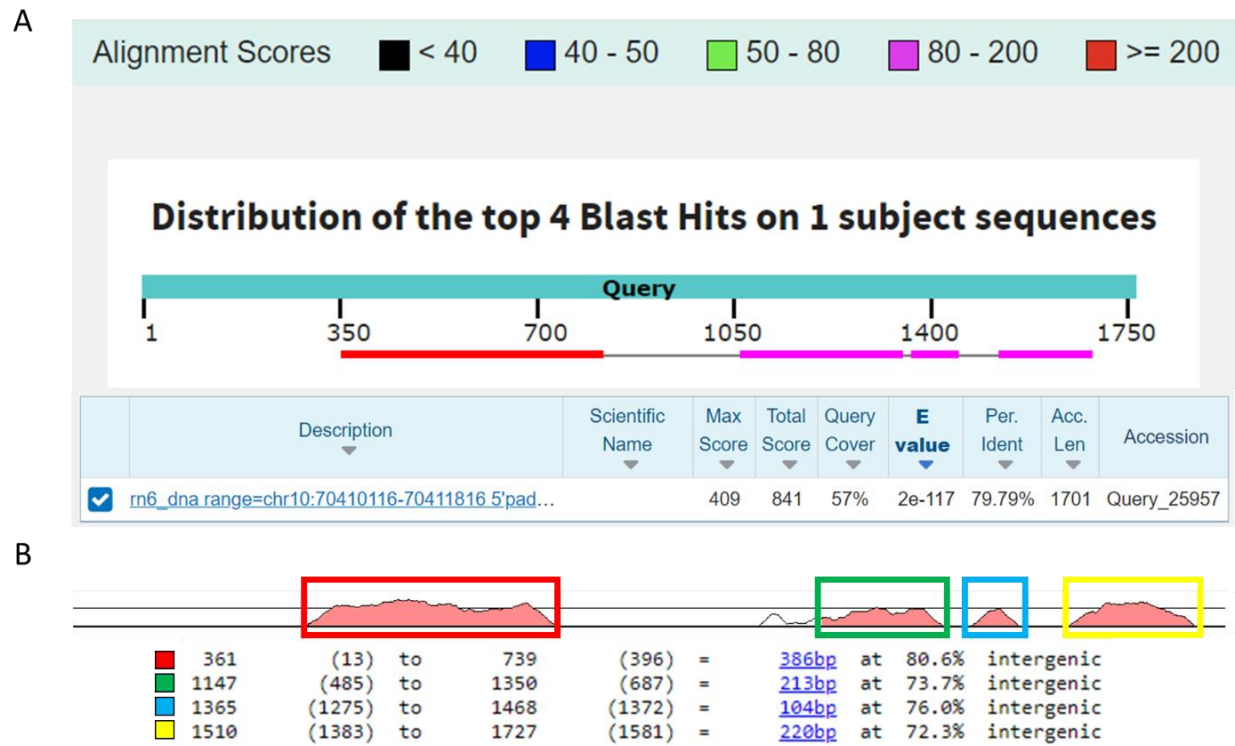 A
Alignment Scores < 40 40 - 50 50 - 80 80 - 200 >= 200
Distribution of the top 4 Blast Hits on 1 subject sequences
Query
1 350 700 1050 1400 1750
Description Scientific Name Max Score Total Score Query Cover E value Per. Ident Acc. Len Accession
rn6_dna range=chr10:70410116-70411816 5'pad... 409 841 57% 2e-117 79.79% 1701 Query_25957
B
361 (13) to 739 (396) = 386bp at 80.6% intergenic
1147 (485) to 1350 (687) = 213bp at 73.7% intergenic
1365 (1275) to 1468 (1372) = 104bp at 76.0% intergenic
1510 (1383) to 1727 (1581) = 220bp at 72.3% intergenic